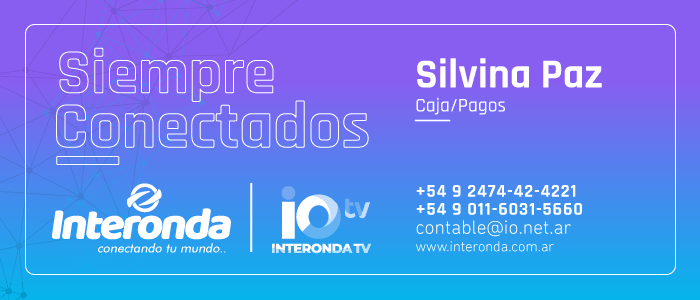 Siempre
Conectados
Interonda
conectando tu mundo..
io tv
INTERONDA TV
Silvina Paz
Caja/Pagos
+54 9 2474-42-4221
+54 9 011-6031-5660
contable@io.net.ar
www.interonda.com.ar